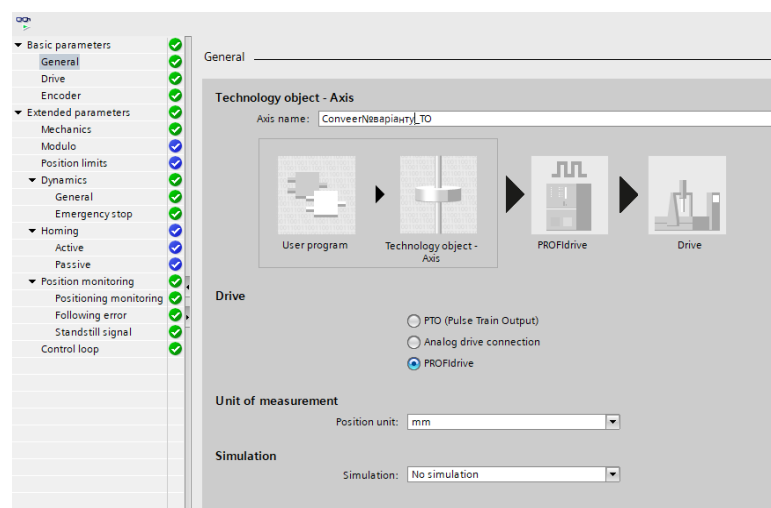 Basic parameters
General
Drive
Encoder
Extended parameters
Mechanics
Modulo
Position limits
Dynamics
General
Emergency stop
Homing
Active
Passive
Position monitoring
Positioning monitoring
Following error
Standstill signal
Control loop
General
Technology object - Axis
Axis name: Conveer№варіанту_TO
User program
Technology object -
Axis
PROFIdrive
Drive
Drive
PTO (Pulse Train Output)
Analog drive connection
PROFIdrive
Unit of measurement
Position unit: mm
Simulation
Simulation: No simulation